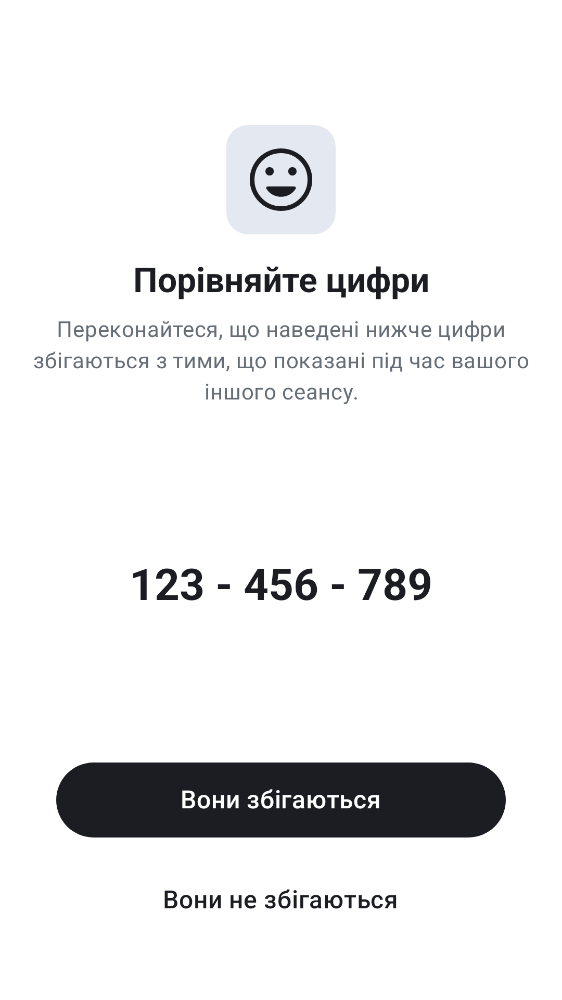 Порівняйте цифри
Переконайтеся, що наведені нижче цифри
збігаються з тими, що показані під час вашого
іншого сеансу.
123 - 456 - 789
Вони збігаються
Вони не збігаються